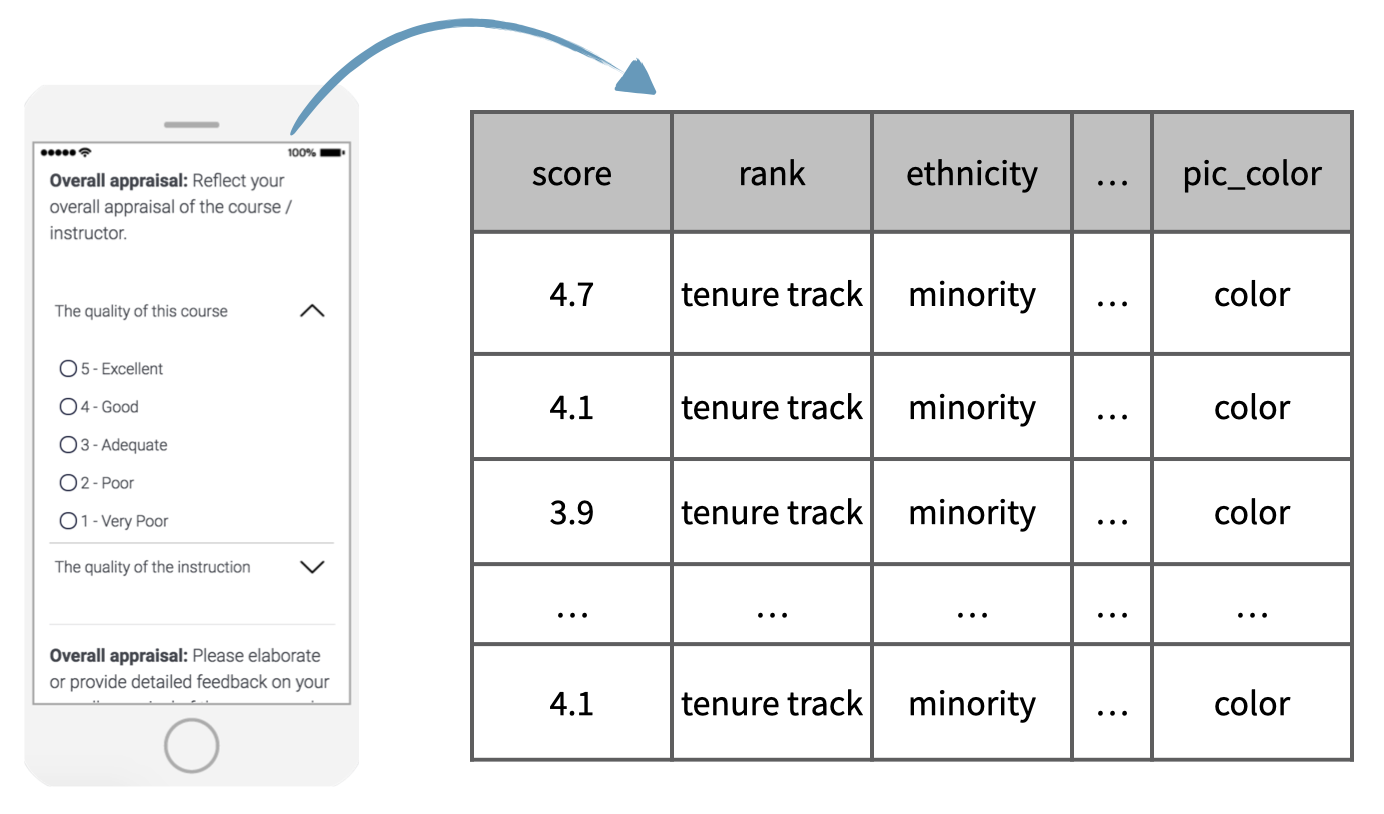 100%
Overall appraisal: Reflect your
overall appraisal of the course /
instructor.
The quality of this course
5 - Excellent
4 - Good
3 - Adequate
2 - Poor
1 - Very Poor
The quality of the instruction
Overall appraisal: Please elaborate
or provide detailed feedback on your
score rank ethnicity ... pic_color
4.7 tenure track minority ... color
4.1 tenure track minority ... color
3.9 tenure track minority ... color
... ... ... ... ...
4.1 tenure track minority ... color